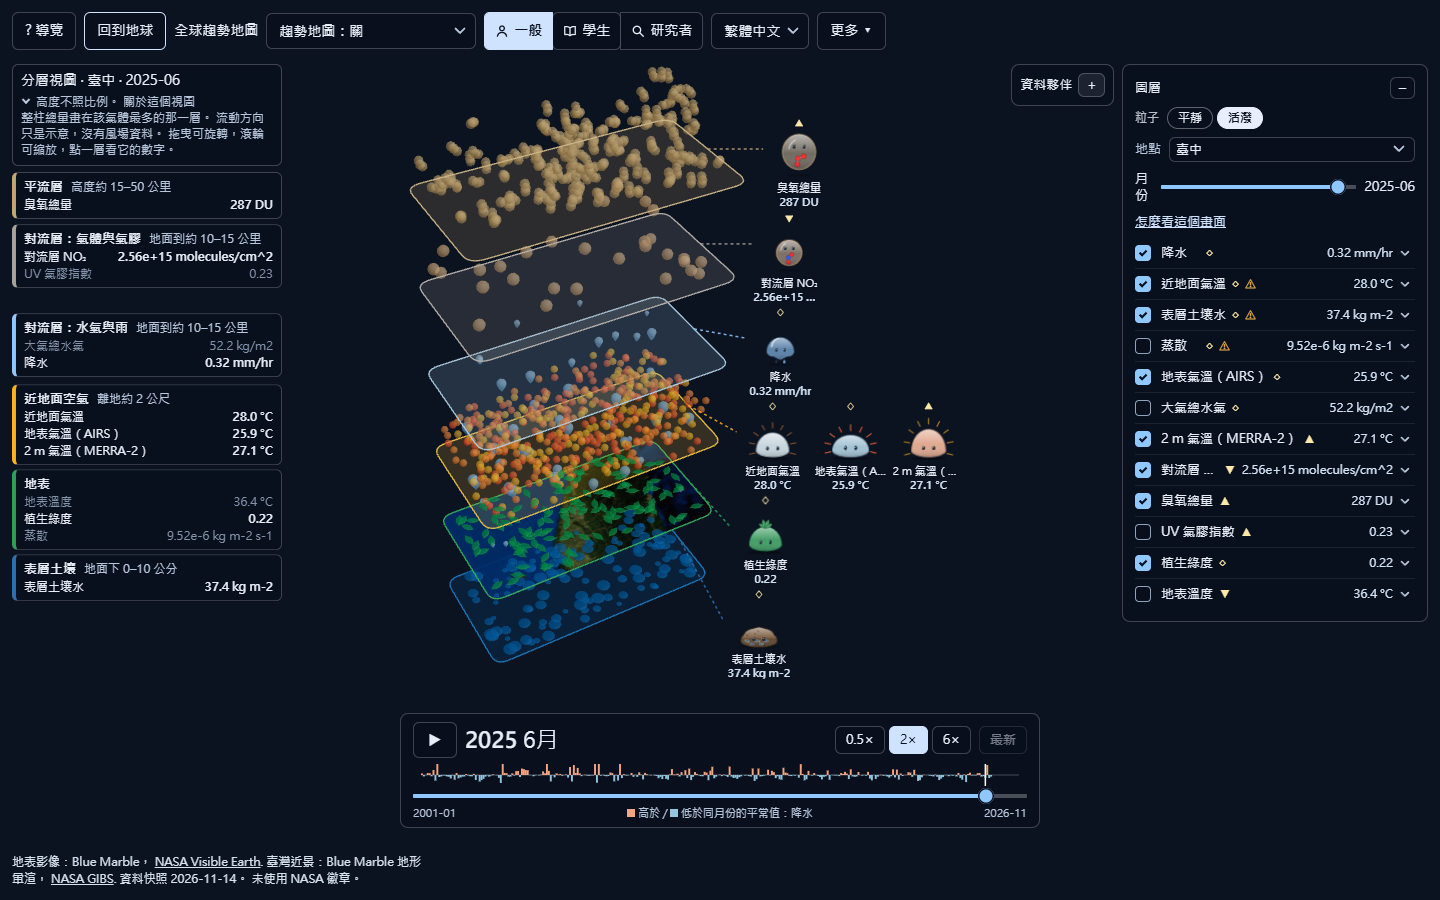 ? 導覽
回到地球
全球趨勢地圖
趨勢地圖：關
一般
學生
研究者
繁體中文
更多
分層視圖 · 臺中 · 2025-06
高度不照比例。 關於這個視圖
整柱總量畫在該氣體最多的那一層。 流動方向
只是示意，沒有風場資料。 拖曳可旋轉，滾輪
可縮放，點一層看它的數字。
平流層 高度約 15–50 公里
臭氧總量 287 DU
對流層：氣體與氣膠 地面到約 10–15 公里
對流層 NO₂ 2.56e+15 molecules/cm^2
UV 氣膠指數 0.23
對流層：水氣與雨 地面到約 10–15 公里
大氣總水氣 52.2 kg/m2
降水 0.32 mm/hr
近地面空氣 離地約 2 公尺
近地面氣溫 28.0 °C
地表氣溫（AIRS） 25.9 °C
2 m 氣溫（MERRA-2） 27.1 °C
地表
地表溫度 36.4 °C
植生綠度 0.22
蒸散 9.52e-6 kg m-2 s-1
表層土壤 地面下 0–10 公分
表層土壤水 37.4 kg m-2
臭氧總量
287 DU
對流層 NO₂
2.56e+15 ...
降水
0.32 mm/hr
近地面氣溫
28.0 °C
地表氣溫（A...
25.9 °C
2 m 氣溫（...
27.1 °C
植生綠度
0.22
表層土壤水
37.4 kg m-2
資料夥伴 +
圖層 −
粒子 平靜 活潑
地點 臺中
月份 2025-06
怎麼看這個畫面
降水 0.32 mm/hr
近地面氣溫 28.0 °C
表層土壤水 37.4 kg m-2
蒸散 9.52e-6 kg m-2 s-1
地表氣溫（AIRS） 25.9 °C
大氣總水氣 52.2 kg/m2
2 m 氣溫（MERRA-2） 27.1 °C
對流層 ... 2.56e+15 molecules/cm^2
臭氧總量 287 DU
UV 氣膠指數 0.23
植生綠度 0.22
地表溫度 36.4 °C
2025 6月
0.5×
2×
6×
最新
2001-01
高於 / 低於同月份的平常值：降水
2026-11
地表影像：Blue Marble， NASA Visible Earth. 臺灣近景：Blue Marble 地形
暈渲， NASA GIBS. 資料快照 2026-11-14。 未使用 NASA 徽章。